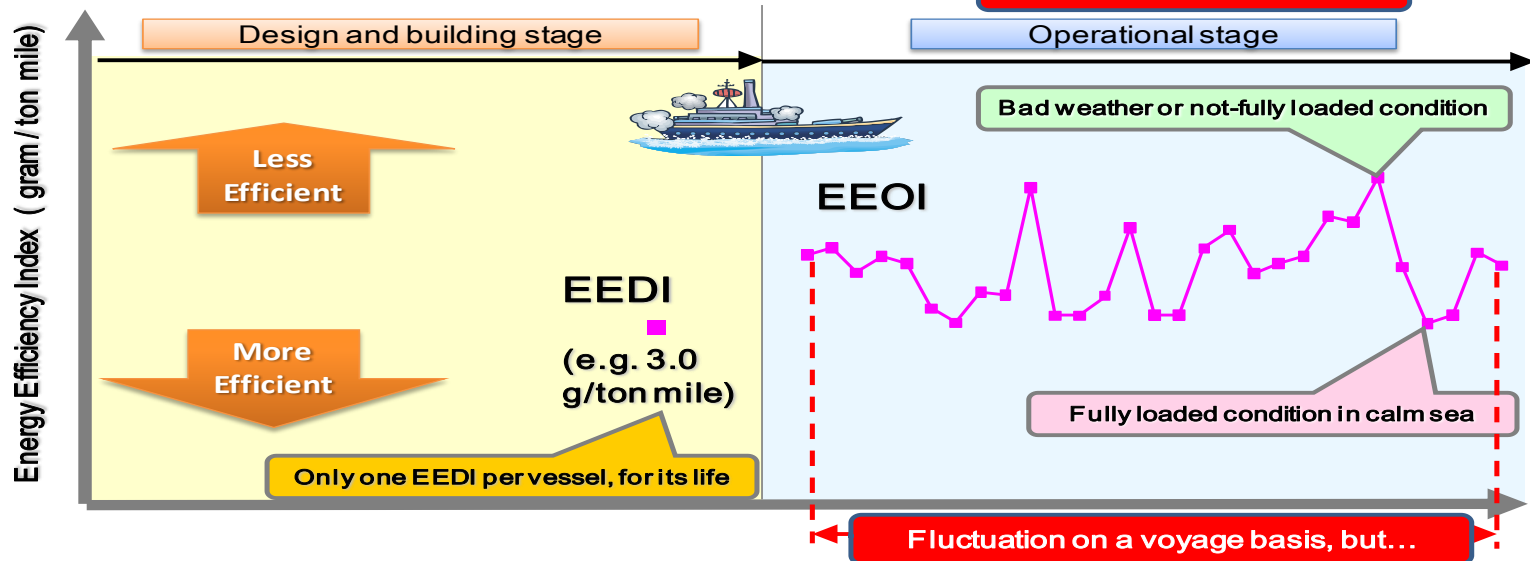 Energy Efficiency Index ( gram / ton mile)
Design and building stage
Operational stage
Bad weather or not-fully loaded condition
Less
Efficient
EEOI
EEDI
(e.g. 3.0
g/ton mile)
More
Efficient
Fully loaded condition in calm sea
Only one EEDI per vessel, for its life
Fluctuation on a voyage basis, but…